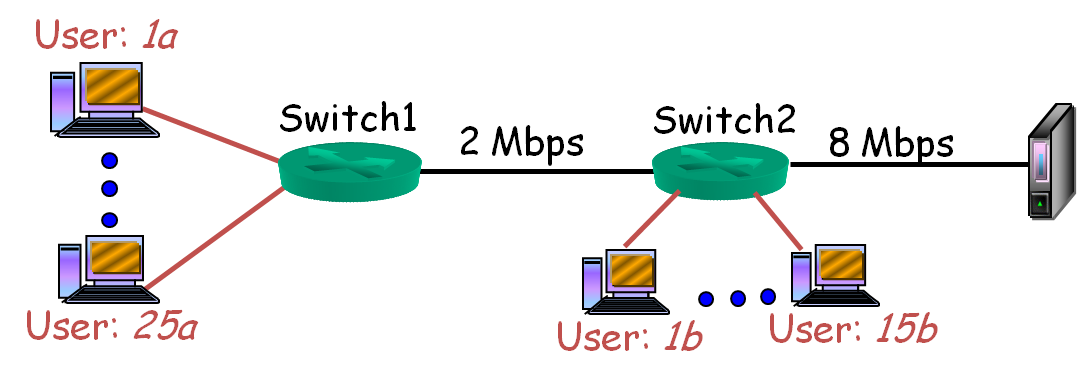 User: 1a
Switch1
2 Mbps
Switch2
8 Mbps
User: 25a
User: 1b
User: 15b